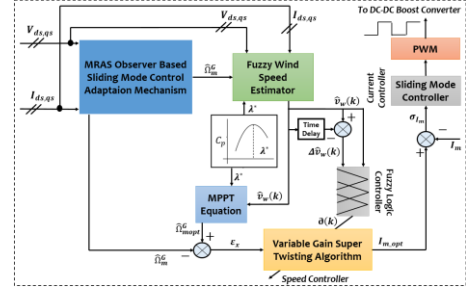 To DC-DC Boost Converter
V_{ds,qs}
I_{ds,qs}
V_{ds,qs}
I_{ds,qs}
MRAS Observer Based
Sliding Mode Control
Adaptaion Mechanism
Ω̂_m^G
Fuzzy Wind
Speed
Estimator
PWM
Current
Controller
Sliding Mode
Controller
σ_{I_m}
I_m
λ*
C_p
λ*
λ*
Time
Delay
v̂_w(k)
Δv̂_w(k)
v̂_w(k)
Fuzzy Logic
Controller
MPPT
Equation
∂(k)
Ω̂_{mopt}^G
Ω̂_m^G
ε_x
Variable Gain Super
Twisting Algorithm
I_{m,opt}
Speed Controller